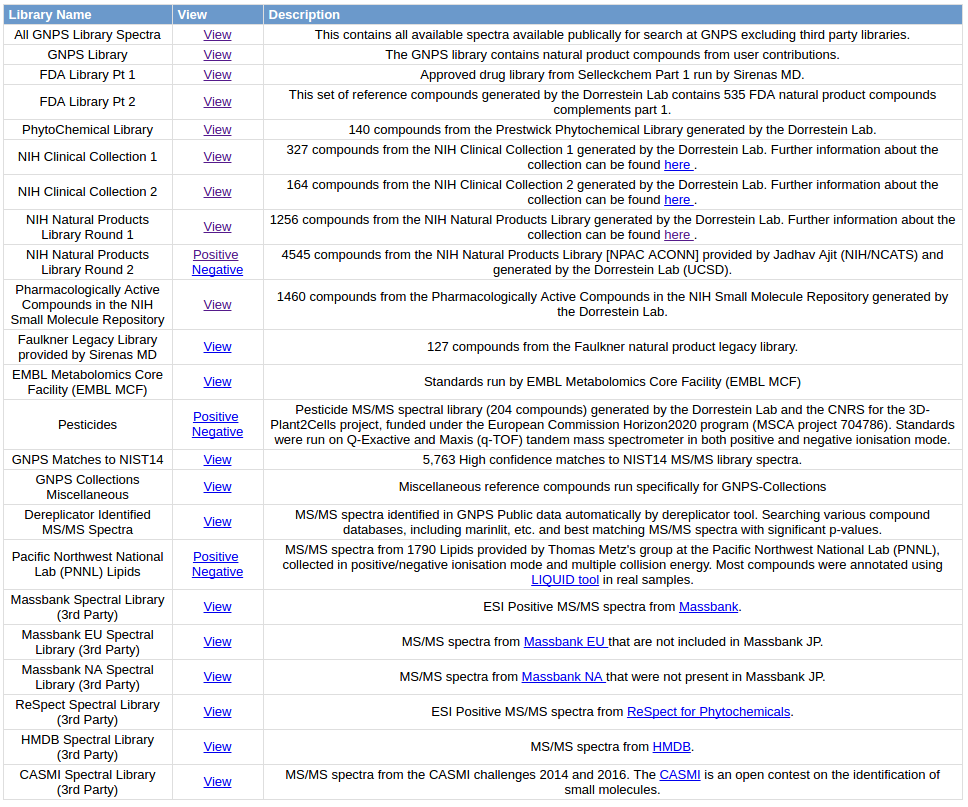 Library Name View Description
All GNPS Library Spectra View This contains all available spectra available publically for search at GNPS excluding third party libraries.
GNPS Library View The GNPS library contains natural product compounds from user contributions.
FDA Library Pt 1 View Approved drug library from Selleckchem Part 1 run by Sirenas MD.
FDA Library Pt 2 View This set of reference compounds generated by the Dorrestein Lab contains 535 FDA natural product compounds
complements part 1.
PhytoChemical Library View 140 compounds from the Prestwick Phytochemical Library generated by the Dorrestein Lab.
NIH Clinical Collection 1 View 327 compounds from the NIH Clinical Collection 1 generated by the Dorrestein Lab. Further information about the
collection can be found here .
NIH Clinical Collection 2 View 164 compounds from the NIH Clinical Collection 2 generated by the Dorrestein Lab. Further information about the
collection can be found here .
NIH Natural Products
Library Round 1 View 1256 compounds from the NIH Natural Products Library generated by the Dorrestein Lab. Further information about the
collection can be found here .
NIH Natural Products
Library Round 2
Positive
Negative
4545 compounds from the NIH Natural Products Library [NPAC ACONN] provided by Jadhav Ajit (NIH/NCATS) and
generated by the Dorrestein Lab (UCSD).
Pharmacologically Active
Compounds in the NIH
Small Molecule Repository
View
1460 compounds from the Pharmacologically Active Compounds in the NIH Small Molecule Repository generated by
the Dorrestein Lab.
Faulkner Legacy Library
provided by Sirenas MD
View
127 compounds from the Faulkner natural product legacy library.
EMBL Metabolomics Core
Facility (EMBL MCF)
View
Standards run by EMBL Metabolomics Core Facility (EMBL MCF)
Pesticides
Positive
Negative
Pesticide MS/MS spectral library (204 compounds) generated by the Dorrestein Lab and the CNRS for the 3D-
Plant2Cells project, funded under the European Commission Horizon2020 program (MSCA project 704786). Standards
were run on Q-Exactive and Maxis (q-TOF) tandem mass spectrometer in both positive and negative ionisation mode.
GNPS Matches to NIST14 View 5,763 High confidence matches to NIST14 MS/MS library spectra.
GNPS Collections
Miscellaneous
View
Miscellaneous reference compounds run specifically for GNPS-Collections
Dereplicator Identified
MS/MS Spectra
View
MS/MS spectra identified in GNPS Public data automatically by dereplicator tool. Searching various compound
databases, including marinlit, etc. and best matching MS/MS spectra with significant p-values.
Pacific Northwest National
Lab (PNNL) Lipids
Positive
Negative
MS/MS spectra from 1790 Lipids provided by Thomas Metz's group at the Pacific Northwest National Lab (PNNL),
collected in positive/negative ionisation mode and multiple collision energy. Most compounds were annotated using
LIQUID tool in real samples.
Massbank Spectral Library
(3rd Party)
View
ESI Positive MS/MS spectra from Massbank.
Massbank EU Spectral
Library (3rd Party)
View
MS/MS spectra from Massbank EU that are not included in Massbank JP.
Massbank NA Spectral
Library (3rd Party)
View
MS/MS spectra from Massbank NA that were not present in Massbank JP.
ReSpect Spectral Library
(3rd Party)
View
ESI Positive MS/MS spectra from ReSpect for Phytochemicals.
HMDB Spectral Library
(3rd Party)
View
MS/MS spectra from HMDB.
CASMI Spectral Library
(3rd Party)
View
MS/MS spectra from the CASMI challenges 2014 and 2016. The CASMI is an open contest on the identification of
small molecules.